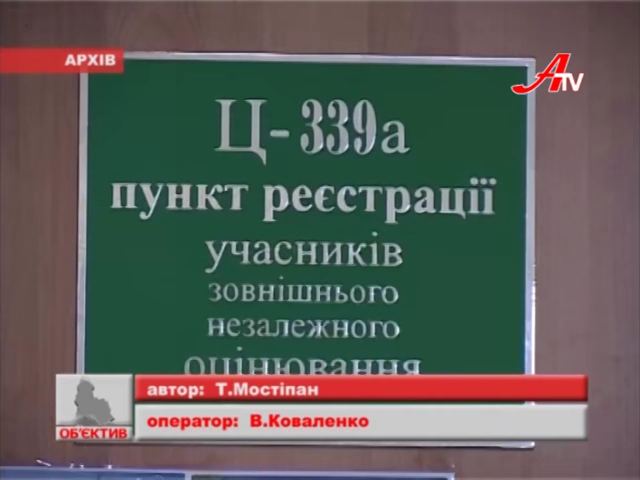 АРХІВ
АTV
Ц-339а
пункт реєстрації
учасників
зовнішнього
незалежного
оцінювання
автор: Т.Мостіпан
оператор: В.Коваленко
ОБ'ЄКТИВ